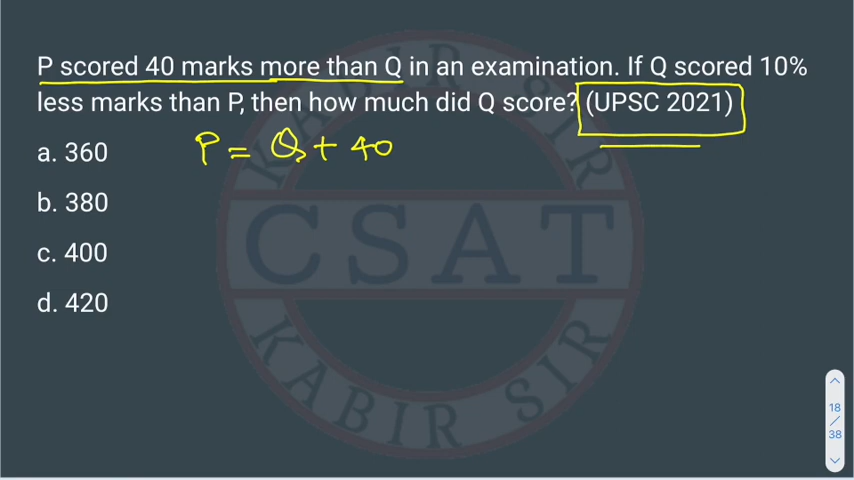 P scored 40 marks more than Q in an examination. If Q scored 10%
less marks than P, then how much did Q score? (UPSC 2021)
P = Q + 40
a. 360
b. 380
c. 400
d. 420
KABIR SIR
CSAT
KABIR SIR
18
/
38